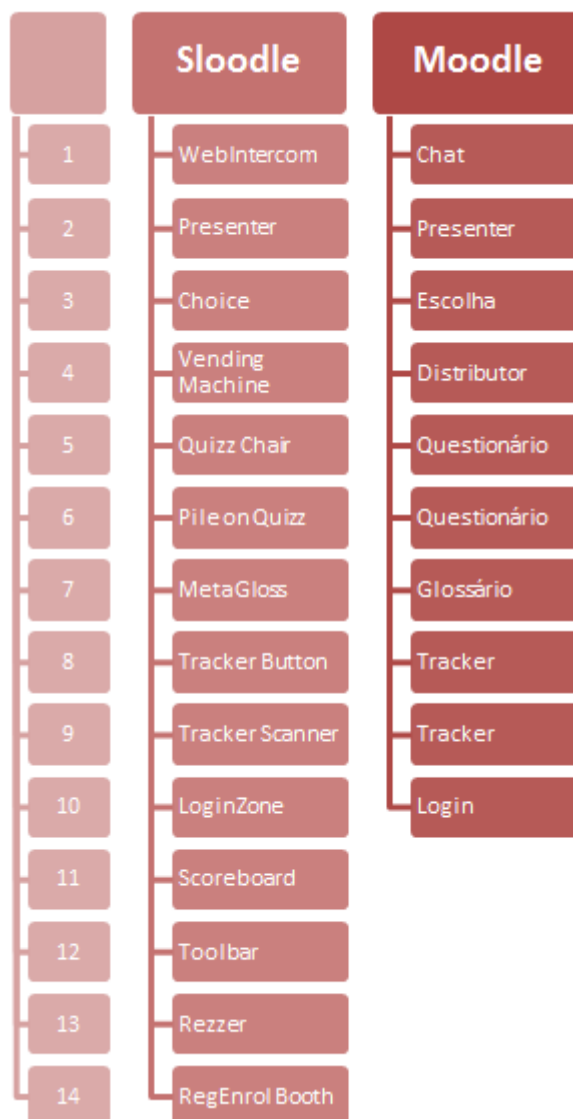 Sloodle Moodle
1 WebIntercom Chat
2 Presenter Presenter
3 Choice Escolha
4 Vending Machine Distributor
5 Quizz Chair Questionário
6 Pile on Quizz Questionário
7 MetaGloss Glossário
8 Tracker Button Tracker
9 Tracker Scanner Tracker
10 LoginZone Login
11 Scoreboard
12 Toolbar
13 Rezzer
14 RegEnrol Booth